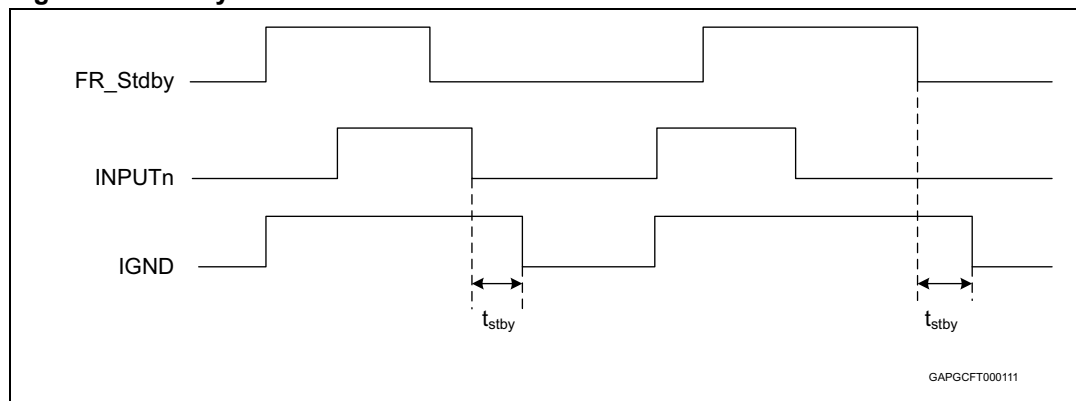 FR_Stdby
INPUTn
IGND
tstby
tstby
GAPGCFT000111